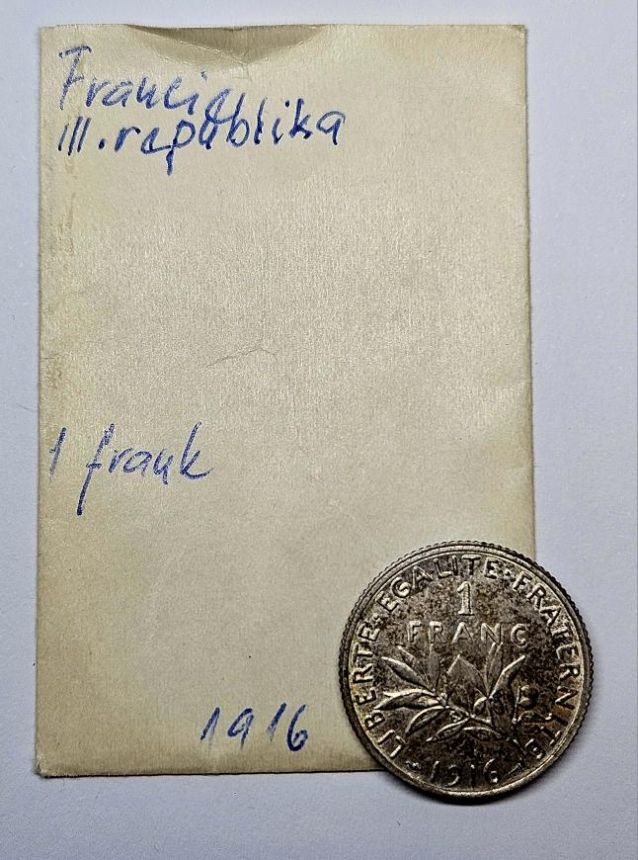 Francie
III. republika
1 frank
1916
LIBERTE·EGALITE·FRATERNITE
1
FRANC
1916